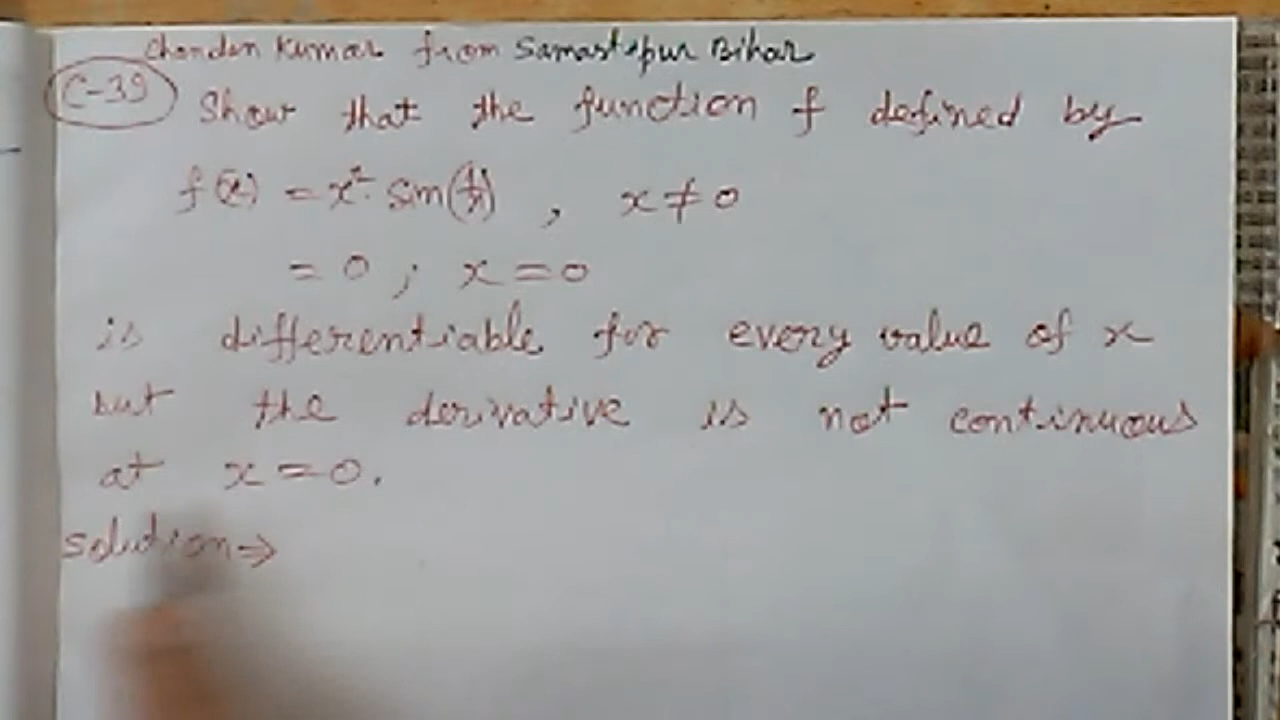 Chandan Kumar from Samastipur Bihar
C-39 Show that the function f defined by
f(x) = x². sin(1/x) , x ≠ 0
= 0 ; x = 0
is differentiable for every value of x
but the derivative is not continuous
at x = 0.
Solution ⇒